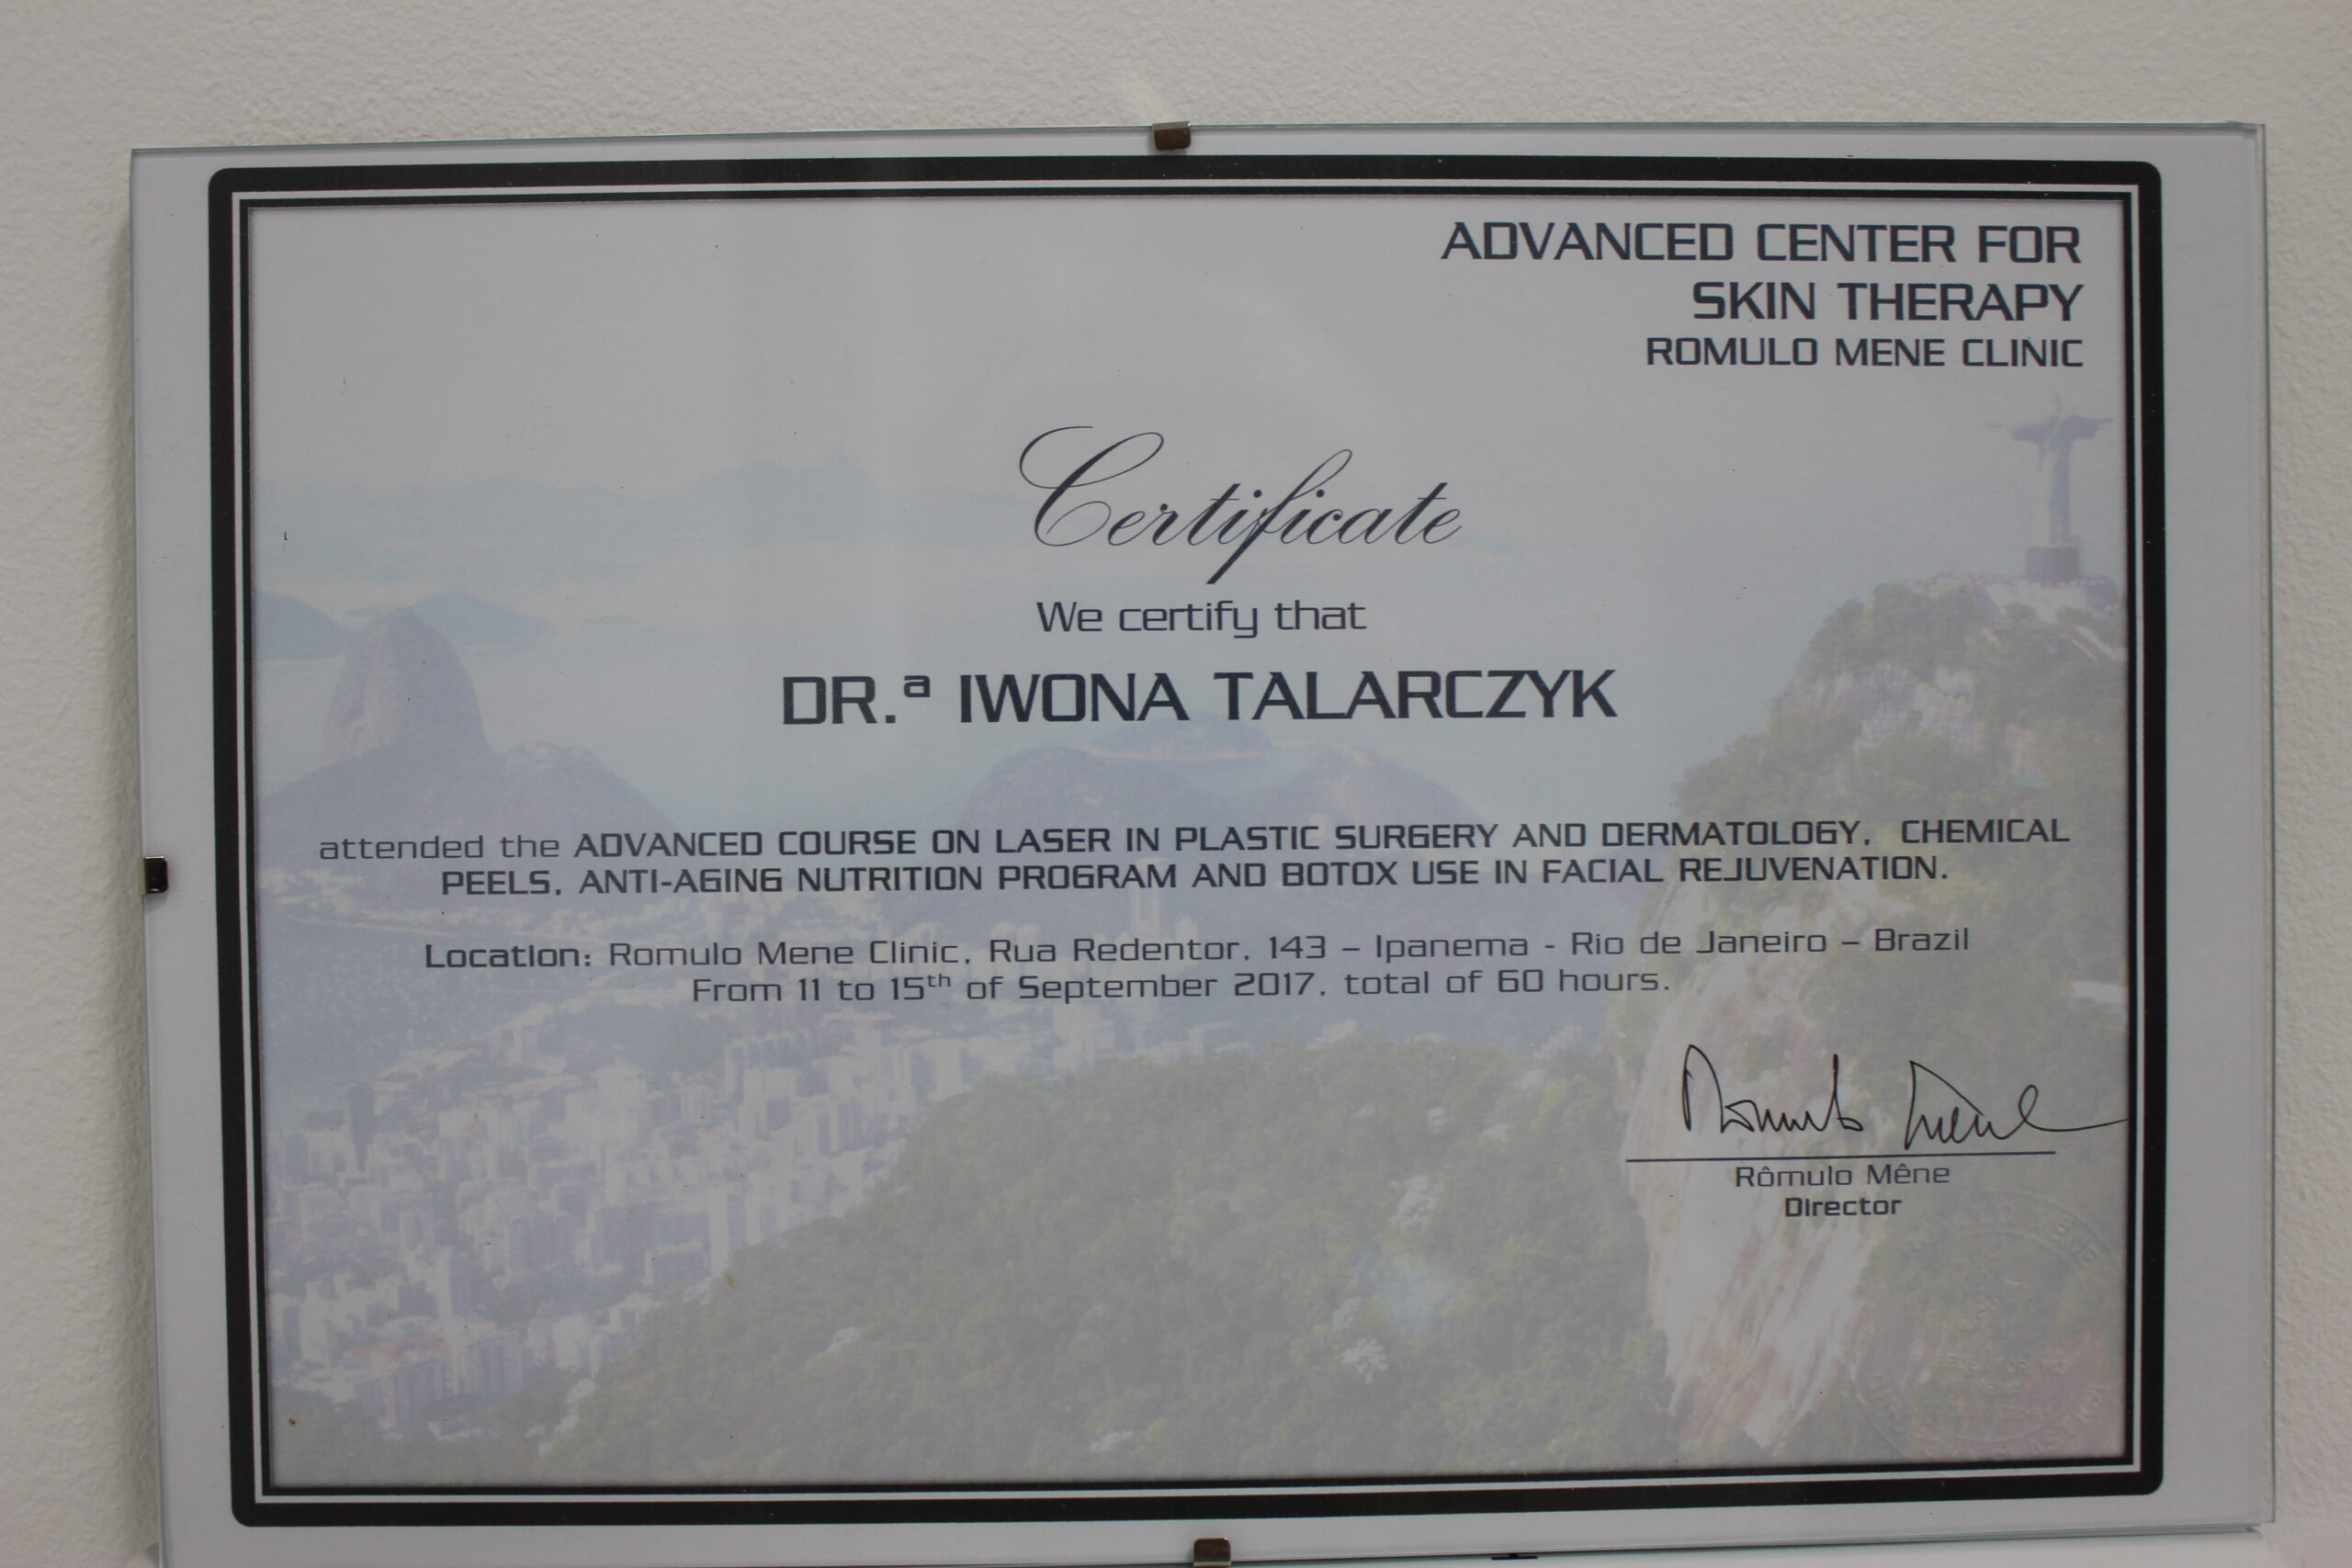 ADVANCED CENTER FOR
SKIN THERAPY
ROMULO MENE CLINIC
Certificate
We certify that
DR.ª IWONA TALARCZYK
attended the ADVANCED COURSE ON LASER IN PLASTIC SURGERY AND DERMATOLOGY, CHEMICAL
PEELS, ANTI-AGING NUTRITION PROGRAM AND BOTOX USE IN FACIAL REJUVENATION.
Location: Romulo Mene Clinic, Rua Redentor, 143 – Ipanema - Rio de Janeiro – Brazil
From 11 to 15th of September 2017, total of 60 hours.
Rômulo Mêne
Director